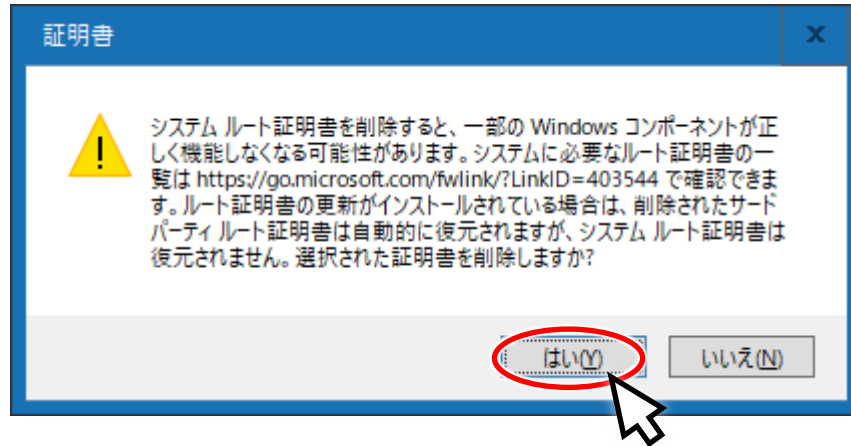 証明書
システム ルート証明書を削除すると、一部の Windows コンポーネントが正
しく機能しなくなる可能性があります。システムに必要なルート証明書の一
覧は https://go.microsoft.com/fwlink/?LinkID=403544 で確認できま
す。ルート証明書の更新がインストールされている場合は、削除されたサード
パーティ ルート証明書は自動的に復元されますが、システム ルート証明書は
復元されません。選択された証明書を削除しますか?
はい(Y)
いいえ(N)